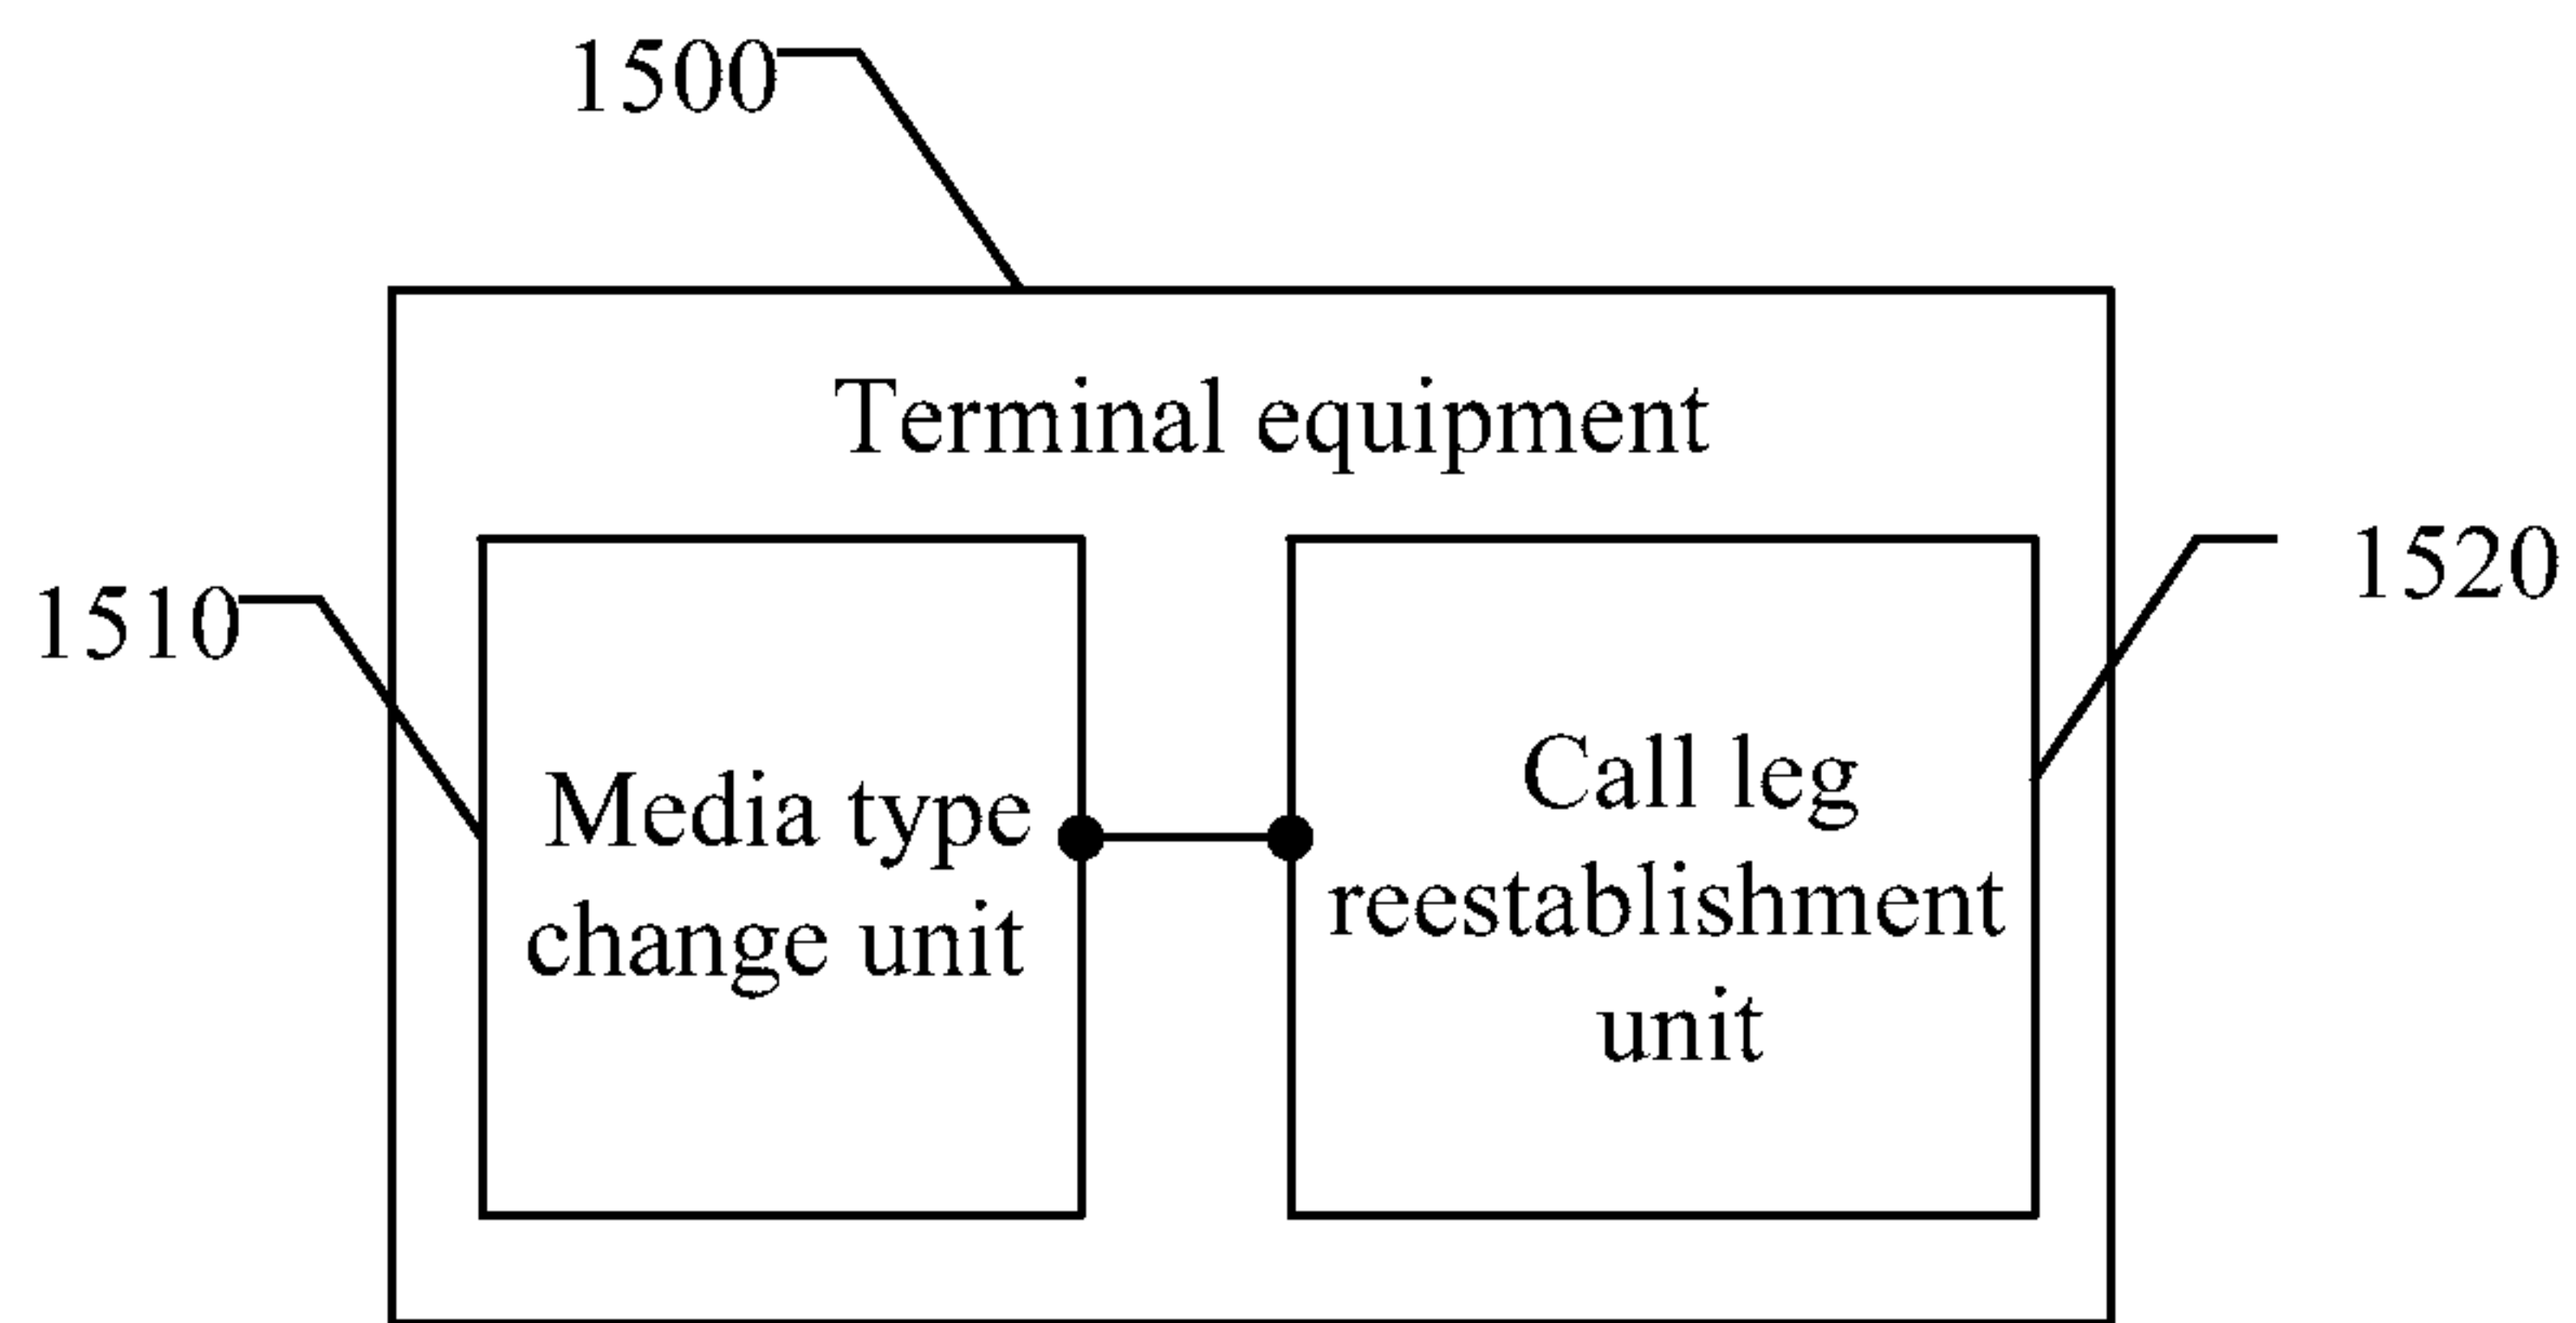 1500
Terminal equipment
1510
1520
Media type
change unit
Call leg
reestablishment
unit